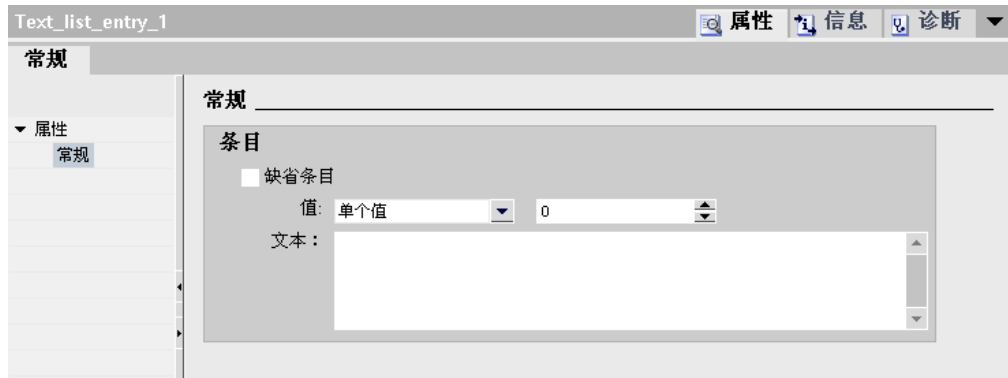 Text_list_entry_1 属性 信息 诊断
常规
常规
属性
常规
条目
缺省条目
值: 单个值 0
文本：